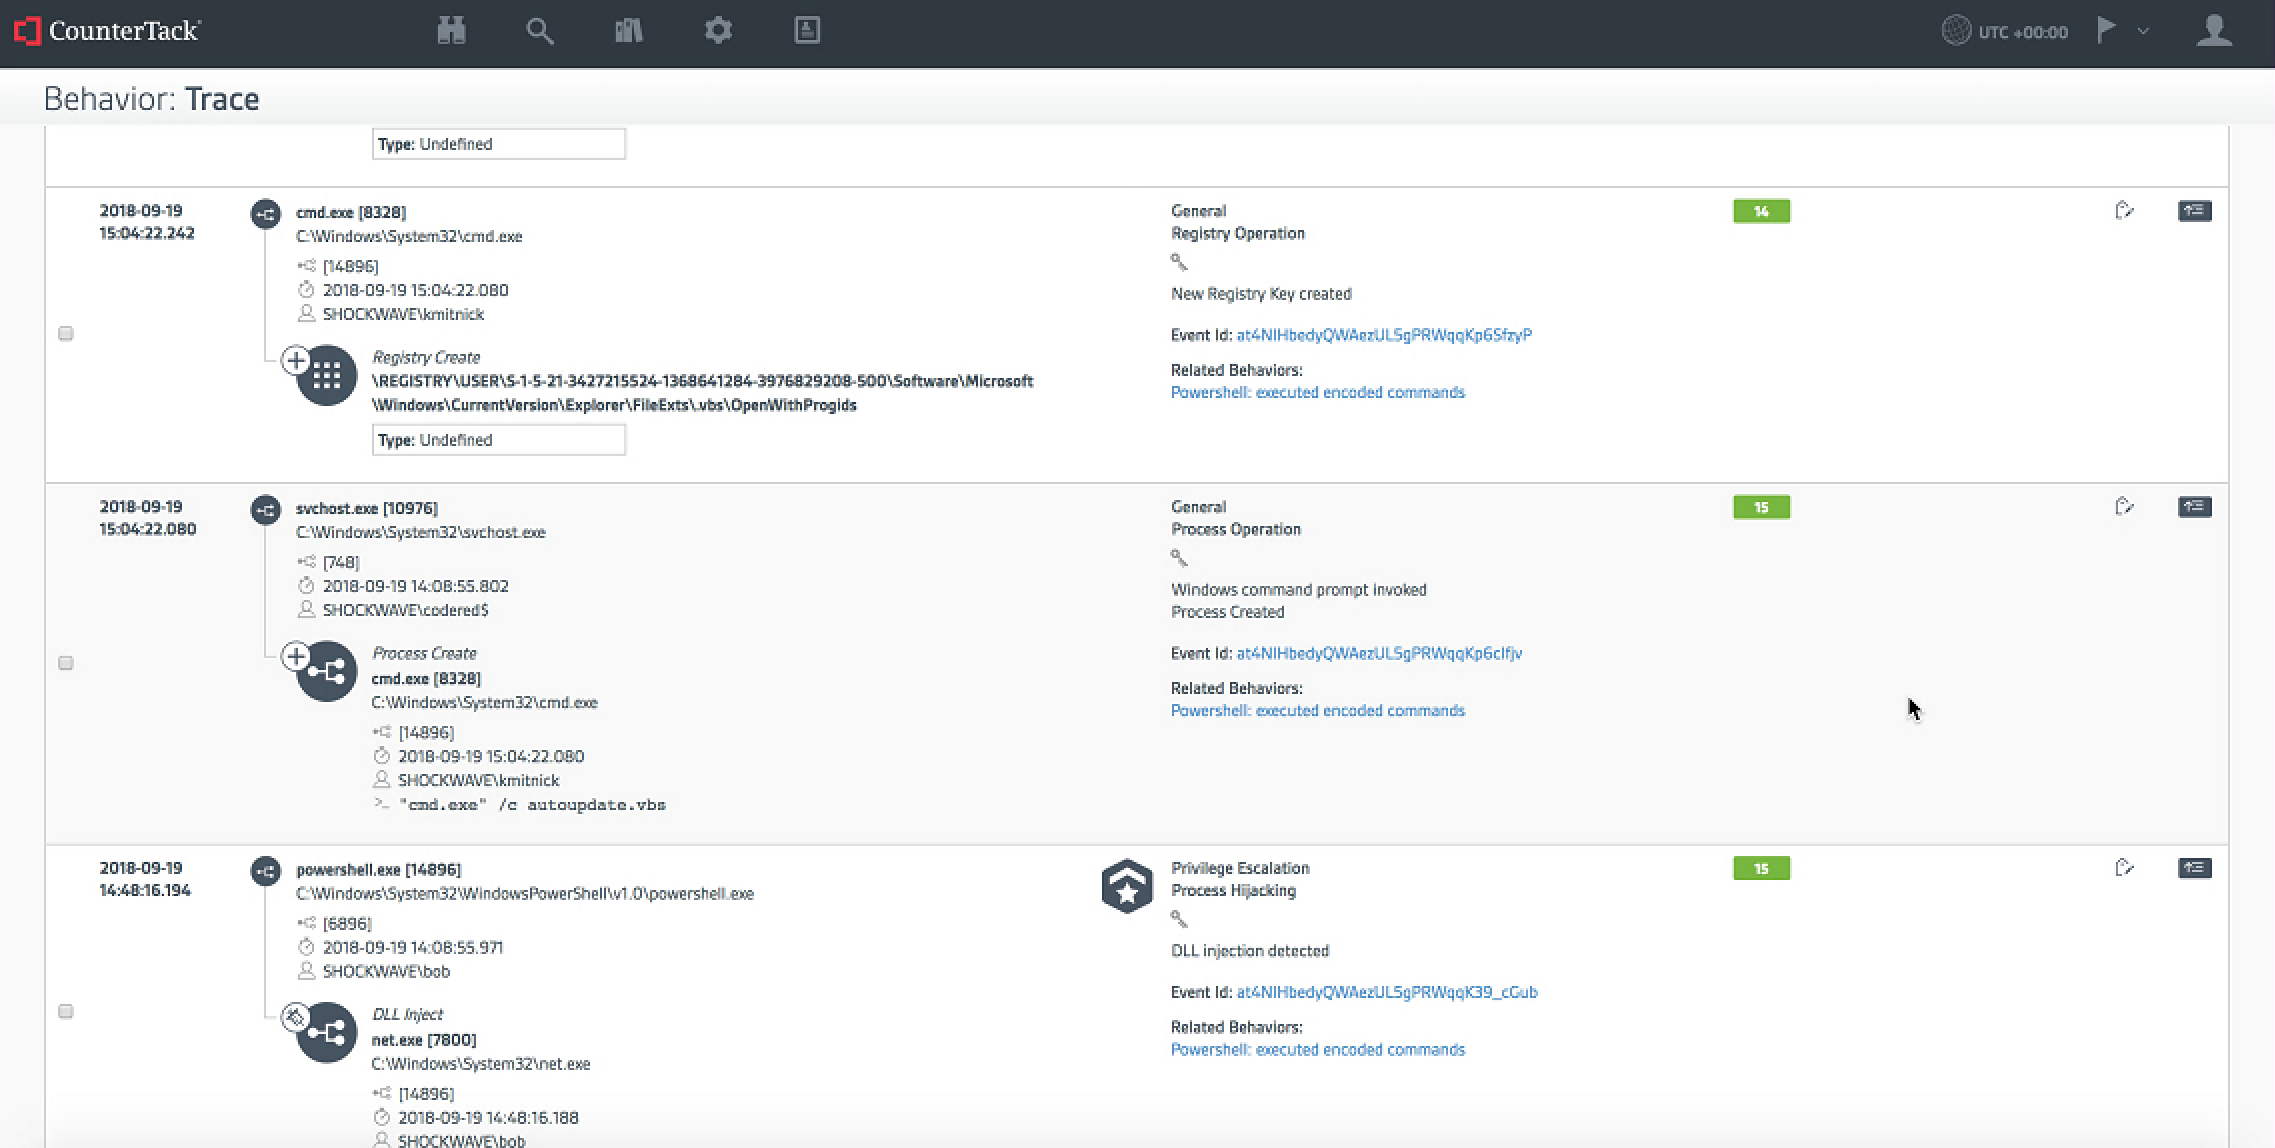 CounterTack
UTC +00:00
Behavior: Trace
Type: Undefined
2018-09-19
15:04:22.242
cmd.exe [8328]
C:\Windows\System32\cmd.exe
[14896]
2018-09-19 15:04:22.080
SHOCKWAVE\kmitnick
Registry Create
\REGISTRY\USER\S-1-5-21-3427215524-1368641284-3976829208-500\Software\Microsoft
\Windows\CurrentVersion\Explorer\FileExts\.vbs\OpenWithProgids
Type: Undefined
General
Registry Operation
New Registry Key created
Event Id: at4NIHbedyQWAezUL5gPRWqqKp6SfzyP
Related Behaviors:
Powershell: executed encoded commands
14
2018-09-19
15:04:22.080
svchost.exe [10976]
C:\Windows\System32\svchost.exe
[748]
2018-09-19 14:08:55.802
SHOCKWAVE\codered$
Process Create
cmd.exe [8328]
C:\Windows\System32\cmd.exe
[14896]
2018-09-19 15:04:22.080
SHOCKWAVE\kmitnick
>_ "cmd.exe" /c autoupdate.vbs
General
Process Operation
Windows command prompt invoked
Process Created
Event Id: at4NIHbedyQWAezUL5gPRWqqKp6cIfjv
Related Behaviors:
Powershell: executed encoded commands
15
2018-09-19
14:48:16.194
powershell.exe [14896]
C:\Windows\System32\WindowsPowerShell\v1.0\powershell.exe
[6896]
2018-09-19 14:08:55.971
SHOCKWAVE\bob
DLL Inject
net.exe [7800]
C:\Windows\System32\net.exe
[14896]
2018-09-19 14:48:16.188
SHOCKWAVE\bob
Privilege Escalation
Process Hijacking
DLL injection detected
Event Id: at4NIHbedyQWAezUL5gPRWqqK39_cGub
Related Behaviors:
Powershell: executed encoded commands
15